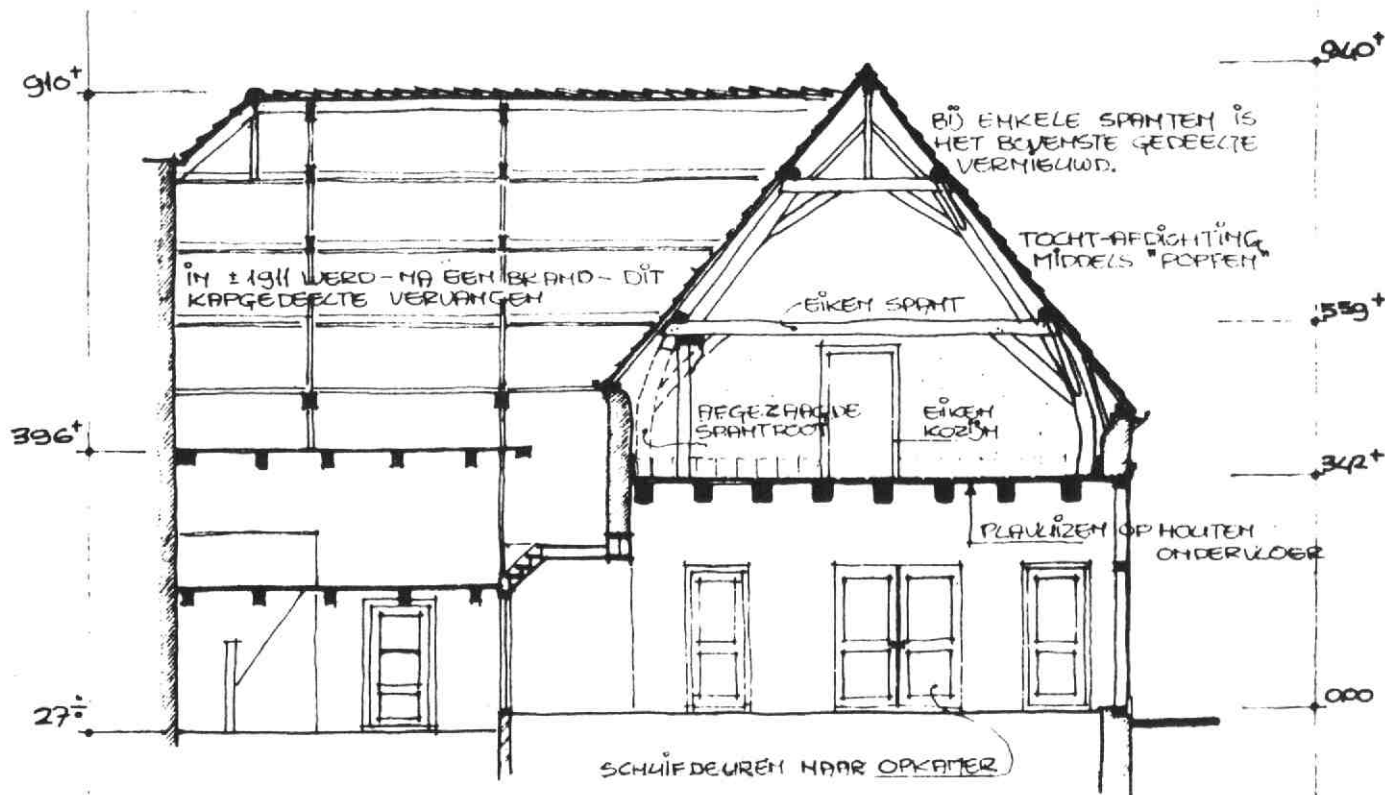 910+
940+
BIJ ENKELE SPANTEN IS
HET BOVENSTE GEDEELTE
VERNIEUWD.
TOCHT-AFDICHTING
MIDDELS "POPPEN"
IN ± 1911 WERD-NA EEN BRAND-DIT
KAPGEDEELTE VERVANGEN
EIKEN SPANT
559+
AFGEZAAGDE
SPANTPOOT
EIKEN
KOZIJN
396+
342+
PLAVUIZEN OP HOUTEN
ONDERVLOER
27÷
000
SCHUIFDEUREN NAAR OPKAMER